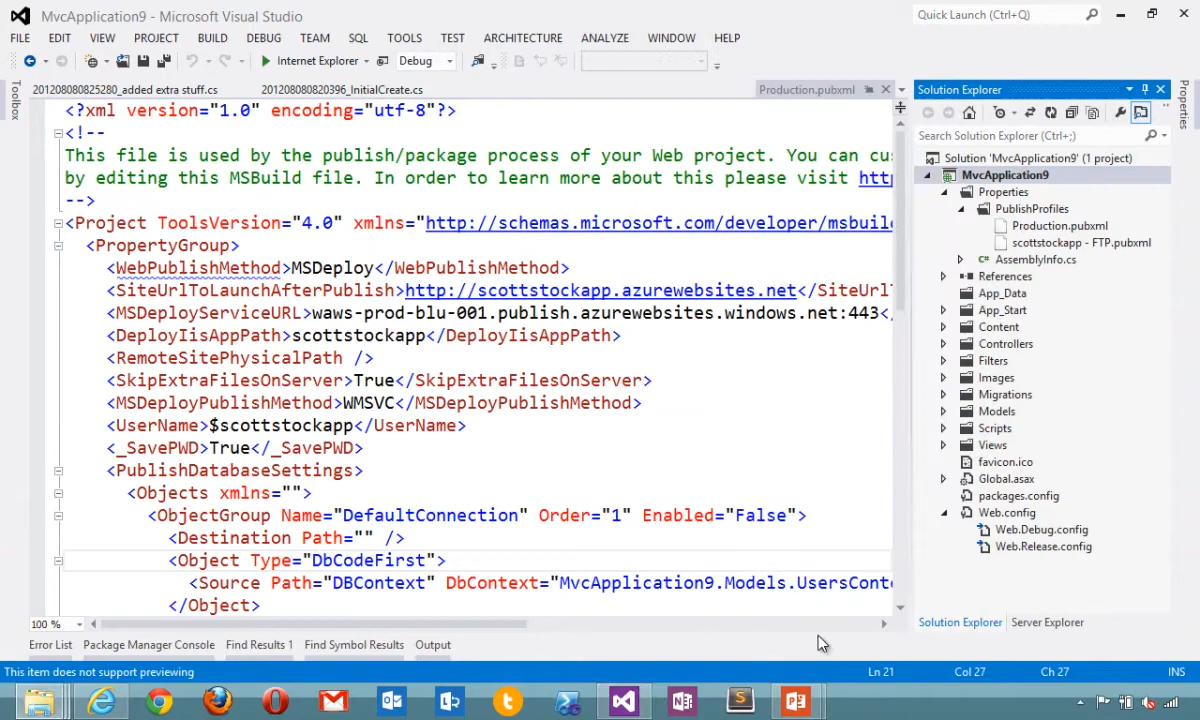 MvcApplication9 - Microsoft Visual Studio
Quick Launch (Ctrl+Q)
FILE EDIT VIEW PROJECT BUILD DEBUG TEAM SQL TOOLS TEST ARCHITECTURE ANALYZE WINDOW HELP
Internet Explorer Debug
Toolbox
201208080825280_added extra stuff.cs 201208080820396_InitialCreate.cs Production.pubxml
<?xml version="1.0" encoding="utf-8"?>
<!--
This file is used by the publish/package process of your Web project. You can cu
by editing this MSBuild file. In order to learn more about this please visit htt
-->
<Project ToolsVersion="4.0" xmlns="http://schemas.microsoft.com/developer/msbuil
<PropertyGroup>
<WebPublishMethod>MSDeploy</WebPublishMethod>
<SiteUrlToLaunchAfterPublish>http://scottstockapp.azurewebsites.net</SiteUrlT
<MSDeployServiceURL>waws-prod-blu-001.publish.azurewebsites.windows.net:443</
<DeployIisAppPath>scottstockapp</DeployIisAppPath>
<RemoteSitePhysicalPath />
<SkipExtraFilesOnServer>True</SkipExtraFilesOnServer>
<MSDeployPublishMethod>WMSVC</MSDeployPublishMethod>
<UserName>$scottstockapp</UserName>
<_SavePWD>True</_SavePWD>
<PublishDatabaseSettings>
<Objects xmlns="">
<ObjectGroup Name="DefaultConnection" Order="1" Enabled="False">
<Destination Path="" />
<Object Type="DbCodeFirst">
<Source Path="DBContext" DbContext="MvcApplication9.Models.UsersConte
</Object>
100 %
Error List Package Manager Console Find Results 1 Find Symbol Results Output
Solution Explorer
Search Solution Explorer (Ctrl+;)
Solution 'MvcApplication9' (1 project)
MvcApplication9
Properties
PublishProfiles
Production.pubxml
scottstockapp - FTP.pubxml
C# AssemblyInfo.cs
References
App_Data
App_Start
Content
Controllers
Filters
Images
Migrations
Models
Scripts
Views
favicon.ico
Global.asax
packages.config
Web.config
Web.Debug.config
Web.Release.config
Solution Explorer Server Explorer
Properties
This item does not support previewing Ln 21 Col 27 Ch 27 INS